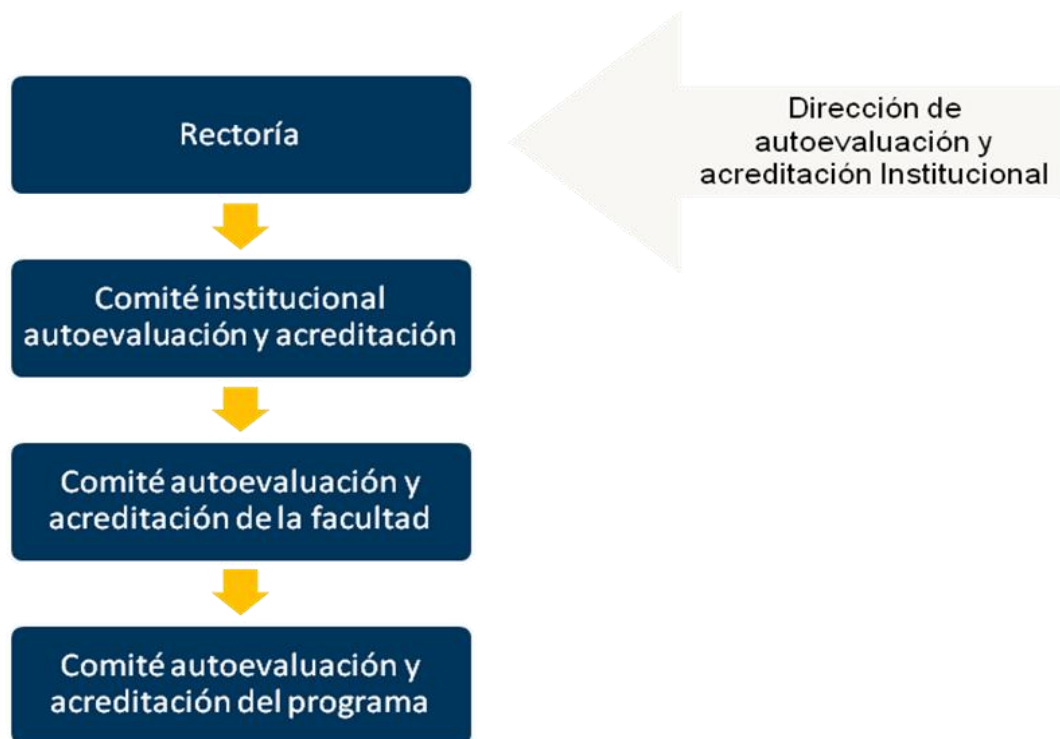 Rectoría
Dirección de
autoevaluación y
acreditación Institucional
Comité institucional
autoevaluación y acreditación
Comité autoevaluación y
acreditación de la facultad
Comité autoevaluación y
acreditación del programa